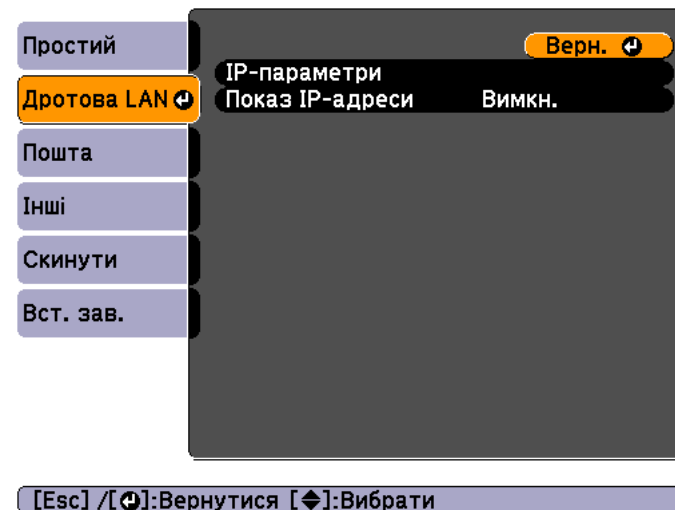 Простий
Дротова LAN
Пошта
Інші
Скинути
Вст. зав.
Верн.
IP-параметри
Показ IP-адреси Вимкн.
[Esc] /[⏎]:Вернутися [◆]:Вибрати